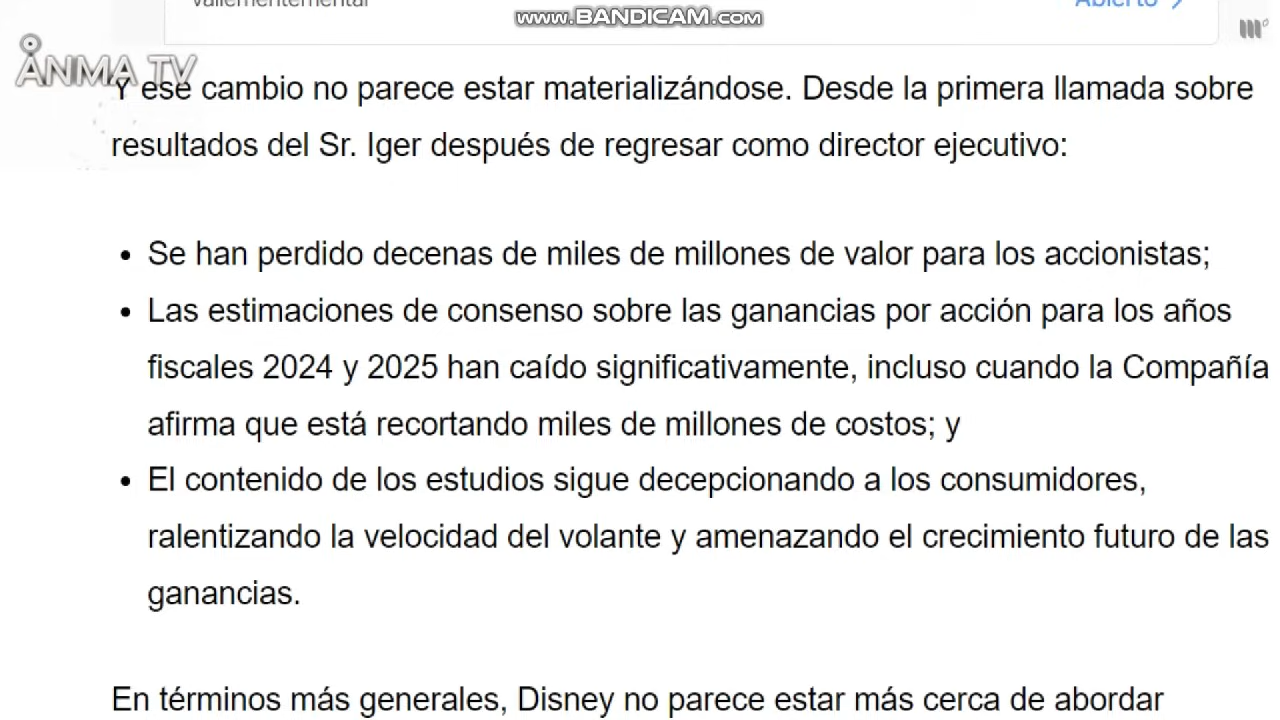 www.BANDICAM.com
Abierto >
ÅNIMA TV
Y ese cambio no parece estar materializándose. Desde la primera llamada sobre
resultados del Sr. Iger después de regresar como director ejecutivo:
• Se han perdido decenas de miles de millones de valor para los accionistas;
• Las estimaciones de consenso sobre las ganancias por acción para los años
fiscales 2024 y 2025 han caído significativamente, incluso cuando la Compañía
afirma que está recortando miles de millones de costos; y
• El contenido de los estudios sigue decepcionando a los consumidores,
ralentizando la velocidad del volante y amenazando el crecimiento futuro de las
ganancias.
En términos más generales, Disney no parece estar más cerca de abordar